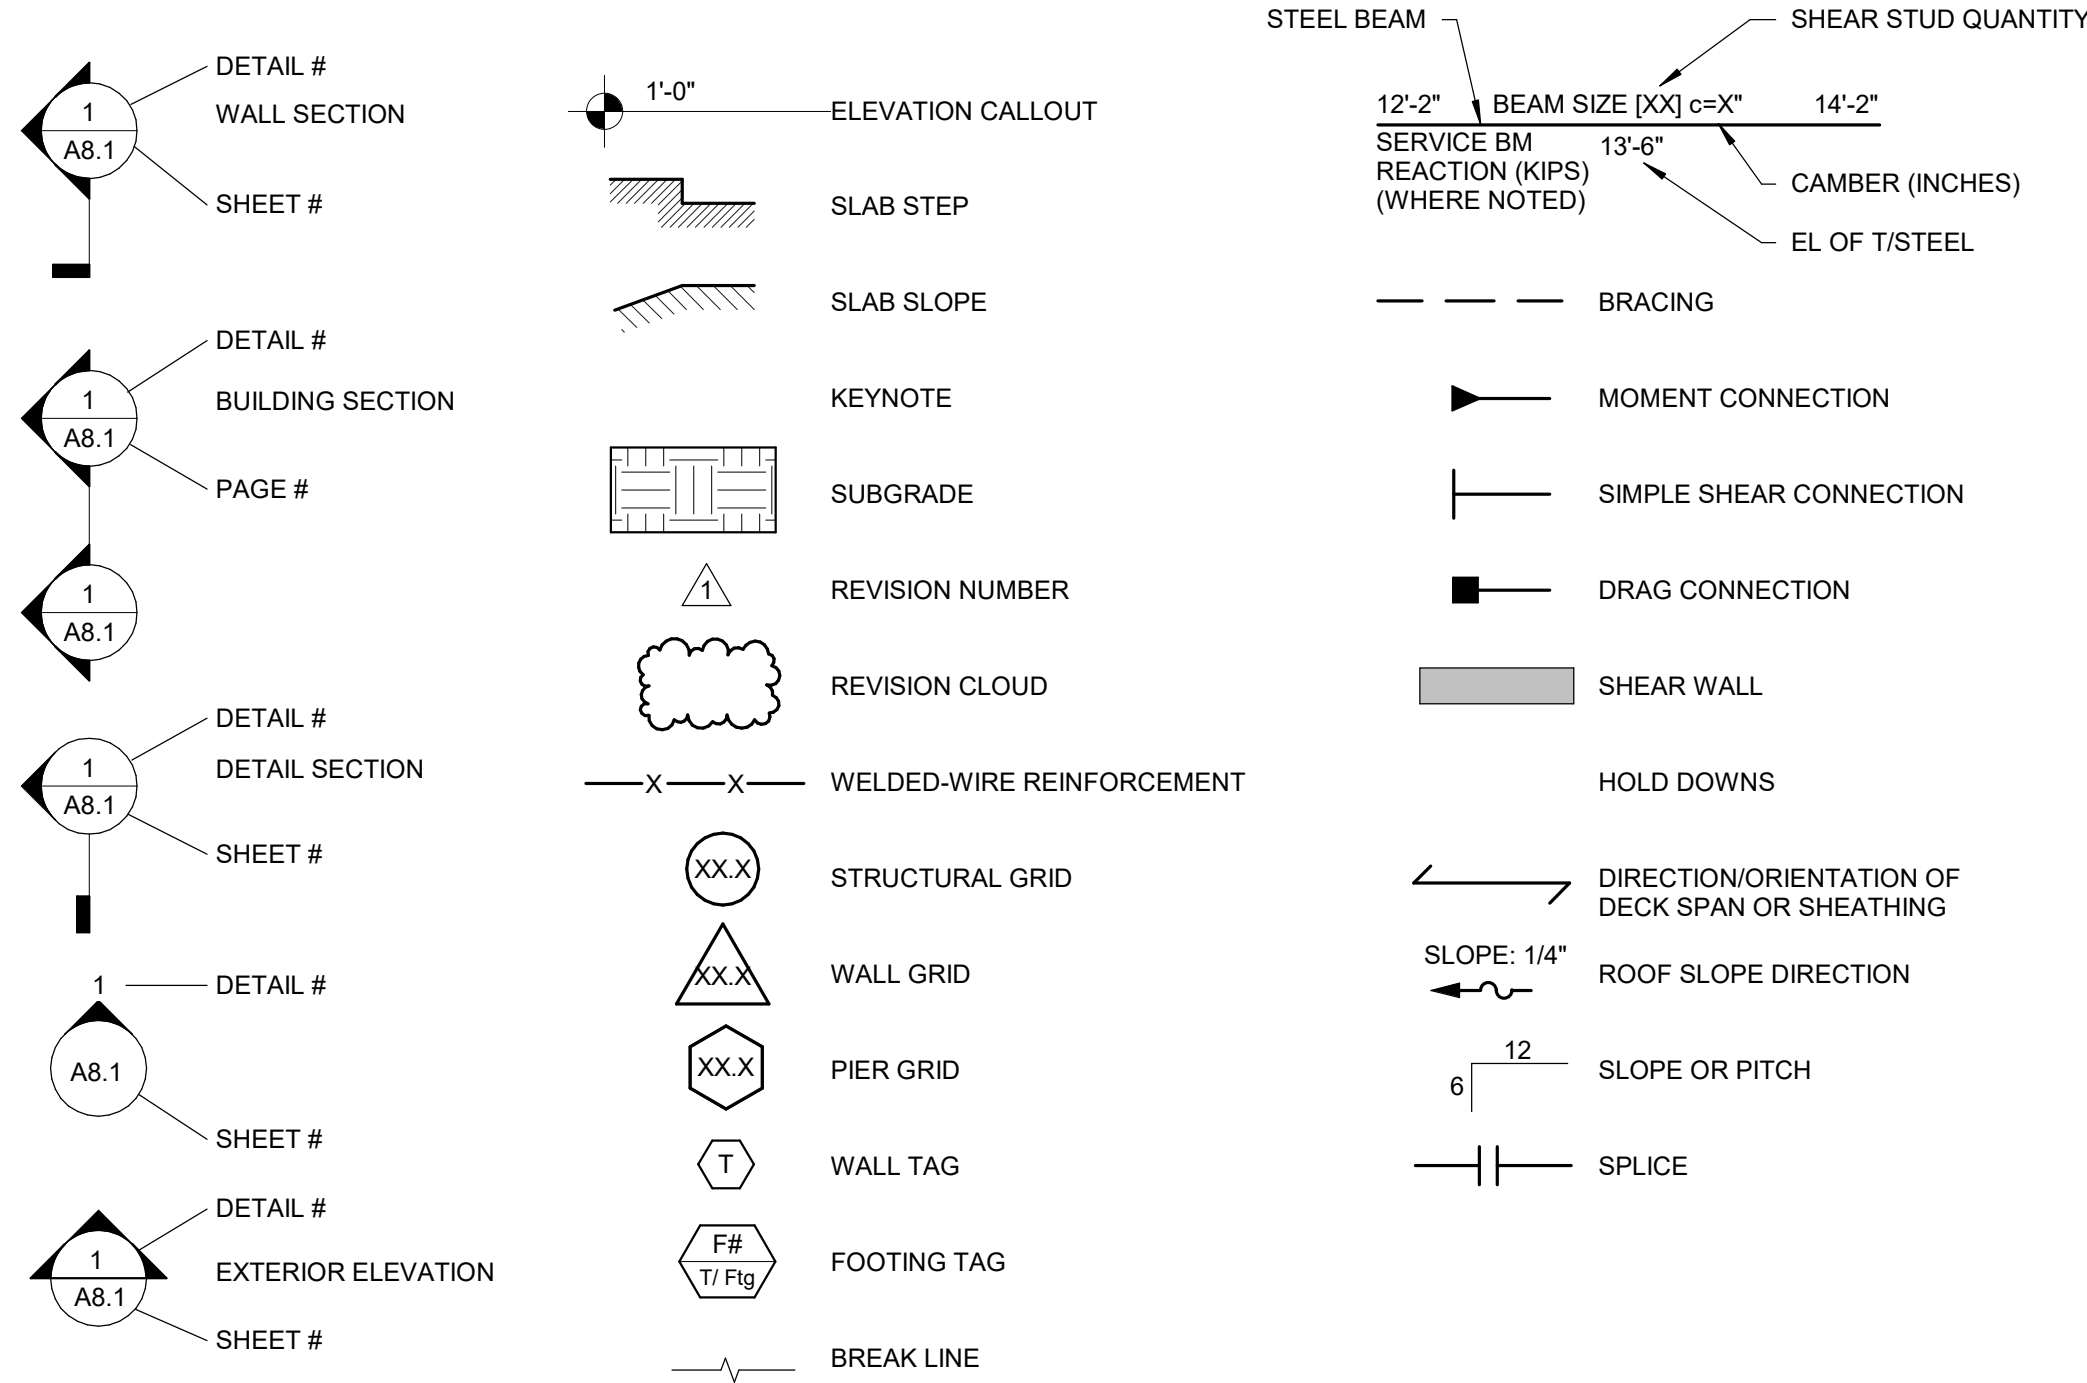 DETAIL #
1
WALL SECTION
A8.1
SHEET #
DETAIL #
1
BUILDING SECTION
A8.1
PAGE #
1
A8.1
DETAIL #
1
DETAIL SECTION
A8.1
SHEET #
1
DETAIL #
A8.1
SHEET #
DETAIL #
1
EXTERIOR ELEVATION
A8.1
SHEET #
1'-0"
ELEVATION CALLOUT
SLAB STEP
SLAB SLOPE
KEYNOTE
SUBGRADE
1
REVISION NUMBER
REVISION CLOUD
X X
WELDED-WIRE REINFORCEMENT
XX.X
STRUCTURAL GRID
XX.X
WALL GRID
XX.X
PIER GRID
T
WALL TAG
F#
T/ Ftg
FOOTING TAG
BREAK LINE
STEEL BEAM
SHEAR STUD QUANTITY
12'-2" BEAM SIZE [XX] c=X" 14'-2"
SERVICE BM
REACTION (KIPS)
(WHERE NOTED)
13'-6"
CAMBER (INCHES)
EL OF T/STEEL
BRACING
MOMENT CONNECTION
SIMPLE SHEAR CONNECTION
DRAG CONNECTION
SHEAR WALL
HOLD DOWNS
DIRECTION/ORIENTATION OF
DECK SPAN OR SHEATHING
SLOPE: 1/4"
ROOF SLOPE DIRECTION
12
6
SLOPE OR PITCH
SPLICE